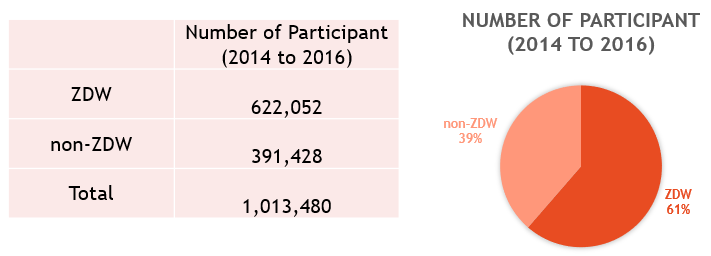 Number of Participant
(2014 to 2016)
ZDW
622,052
non-ZDW
391,428
Total
1,013,480
NUMBER OF PARTICIPANT
(2014 TO 2016)
non-ZDW
39%
ZDW
61%